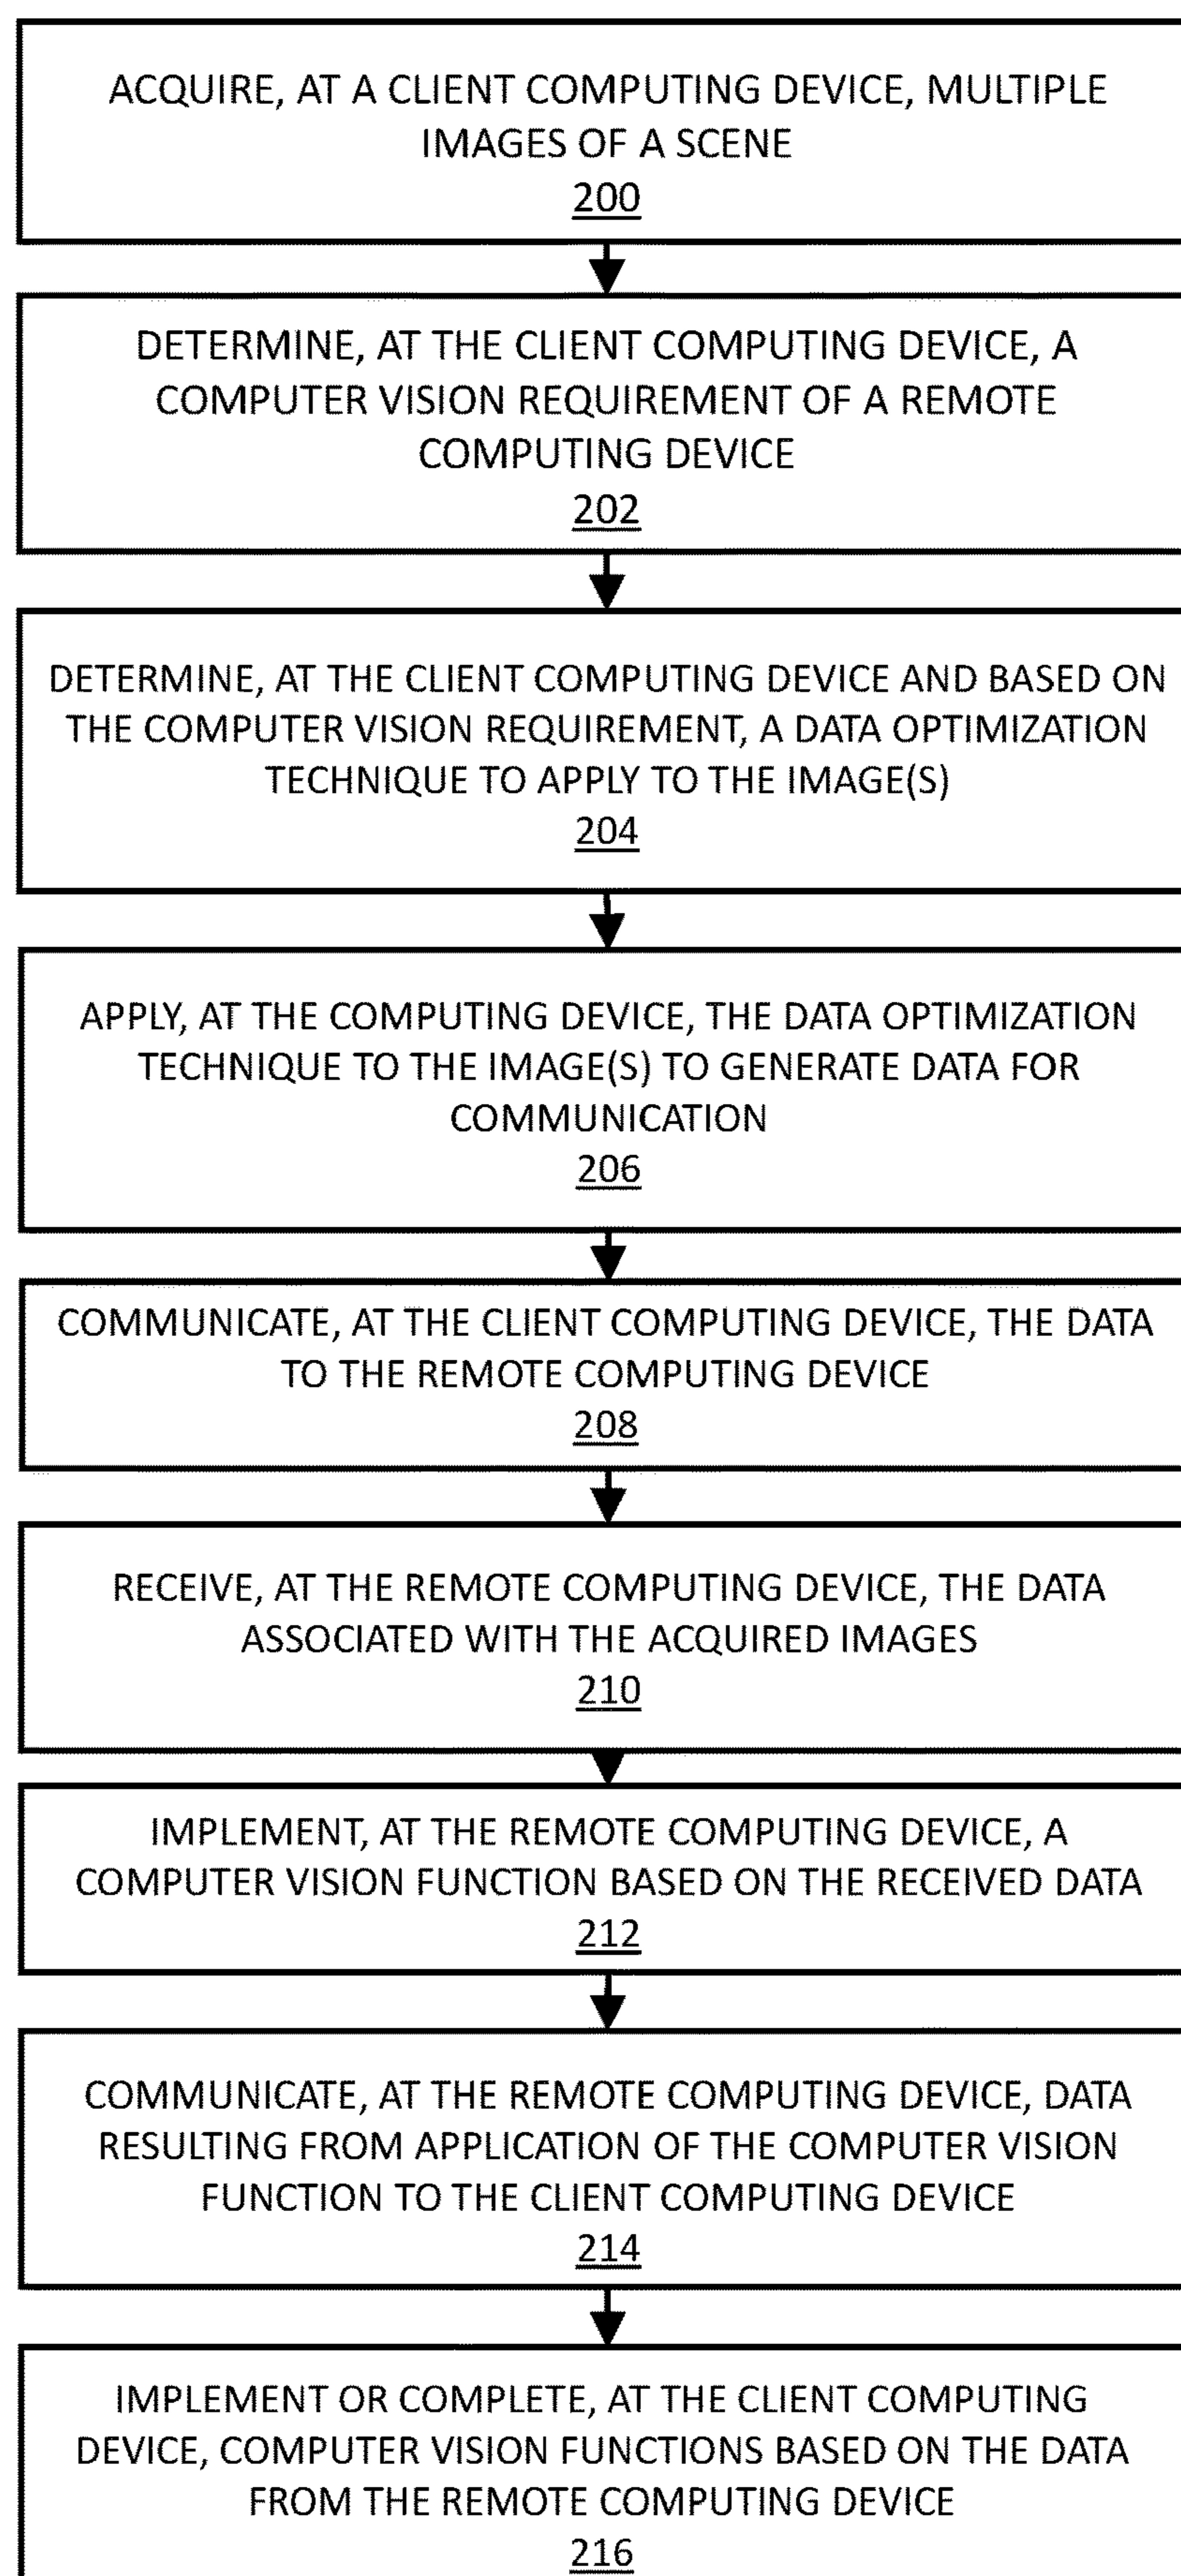 ACQUIRE, AT A CLIENT COMPUTING DEVICE, MULTIPLE
IMAGES OF A SCENE
200
DETERMINE, AT THE CLIENT COMPUTING DEVICE, A
COMPUTER VISION REQUIREMENT OF A REMOTE
COMPUTING DEVICE
202
DETERMINE, AT THE CLIENT COMPUTING DEVICE AND BASED ON
THE COMPUTER VISION REQUIREMENT, A DATA OPTIMIZATION
TECHNIQUE TO APPLY TO THE IMAGE(S)
204
APPLY, AT THE COMPUTING DEVICE, THE DATA OPTIMIZATION
TECHNIQUE TO THE IMAGE(S) TO GENERATE DATA FOR
COMMUNICATION
206
COMMUNICATE, AT THE CLIENT COMPUTING DEVICE, THE DATA
TO THE REMOTE COMPUTING DEVICE
208
RECEIVE, AT THE REMOTE COMPUTING DEVICE, THE DATA
ASSOCIATED WITH THE ACQUIRED IMAGES
210
IMPLEMENT, AT THE REMOTE COMPUTING DEVICE, A
COMPUTER VISION FUNCTION BASED ON THE RECEIVED DATA
212
COMMUNICATE, AT THE REMOTE COMPUTING DEVICE, DATA
RESULTING FROM APPLICATION OF THE COMPUTER VISION
FUNCTION TO THE CLIENT COMPUTING DEVICE
214
IMPLEMENT OR COMPLETE, AT THE CLIENT COMPUTING
DEVICE, COMPUTER VISION FUNCTIONS BASED ON THE DATA
FROM THE REMOTE COMPUTING DEVICE
216